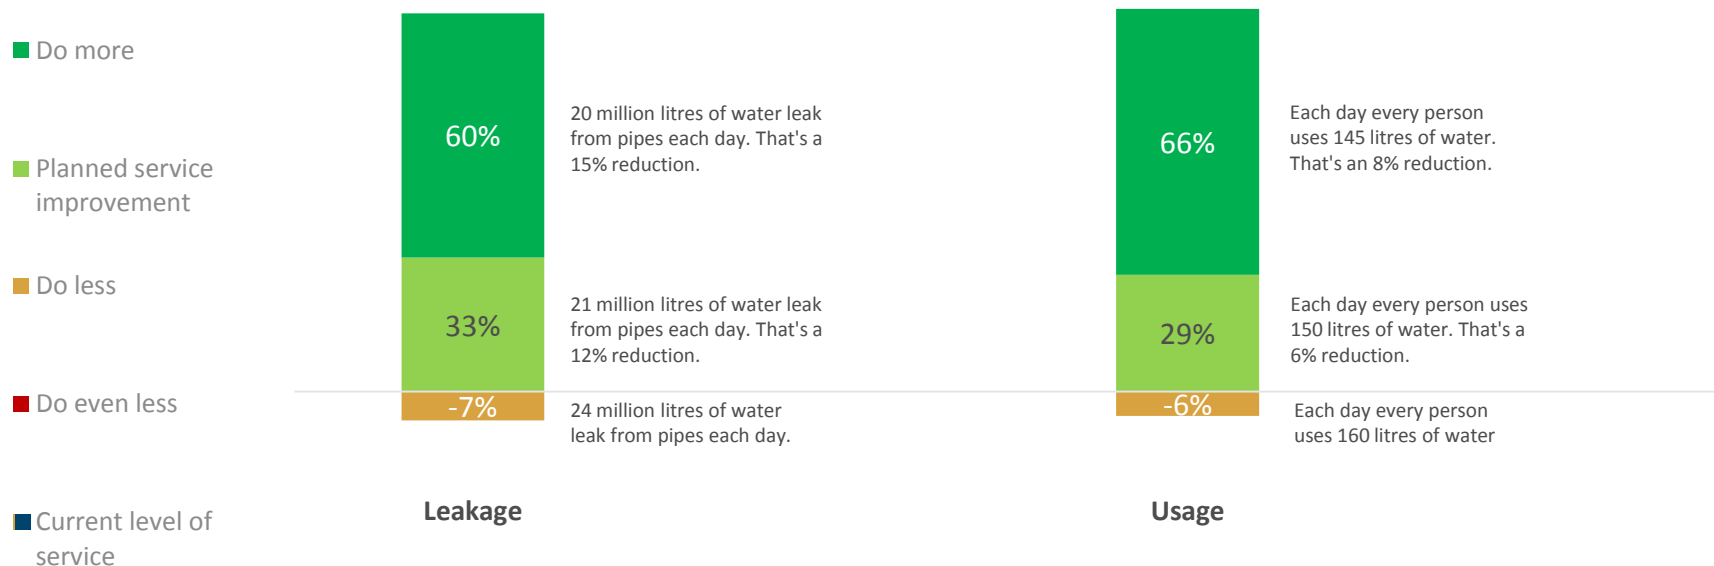 Do more
Planned service
improvement
Do less
Do even less
Current level of
service
60%
33%
-7%
20 million litres of water leak
from pipes each day. That's a
15% reduction.
21 million litres of water leak
from pipes each day. That's a
12% reduction.
24 million litres of water
leak from pipes each day.
Leakage
66%
29%
-6%
Each day every person
uses 145 litres of water.
That's an 8% reduction.
Each day every person uses
150 litres of water. That's a
6% reduction.
Each day every person
uses 160 litres of water
Usage